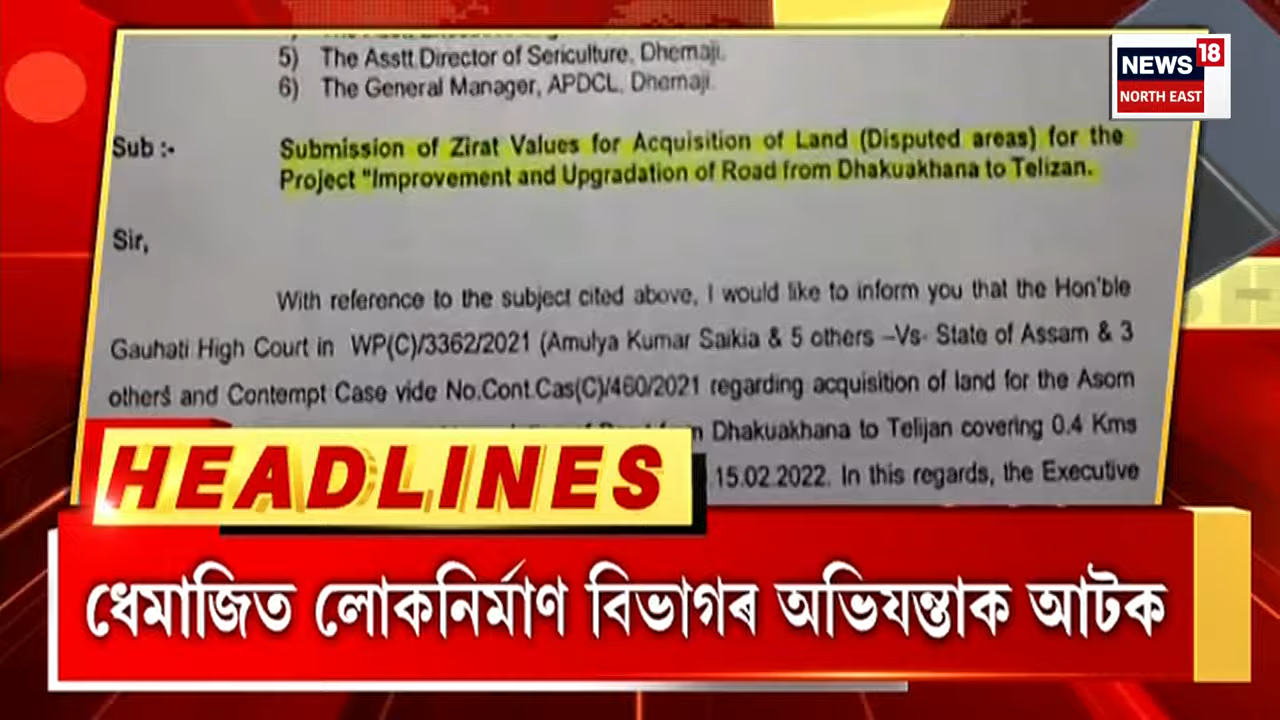 NEWS 18
NORTH EAST
5) The Asstt Director of Sericulture, Dhemaji.
6) The General Manager, APDCL, Dhemaji.
Sub :- Submission of Zirat Values for Acquisition of Land (Disputed areas) for the
Project "Improvement and Upgradation of Road from Dhakuakhana to Telizan.
Sir,
With reference to the subject cited above, I would like to inform you that the Hon'ble
Gauhati High Court in WP(C)/3362/2021 (Amulya Kumar Saikia & 5 others –Vs- State of Assam & 3
others and Contempt Case vide No.Cont.Cas(C)/460/2021 regarding acquisition of land for the Asom
Dhakuakhana to Telijan covering 0.4 Kms
15.02.2022. In this regards, the Executive
HEADLINES
ধেমাজিত লোকনিৰ্মাণ বিভাগৰ অভিযন্তাক আটক